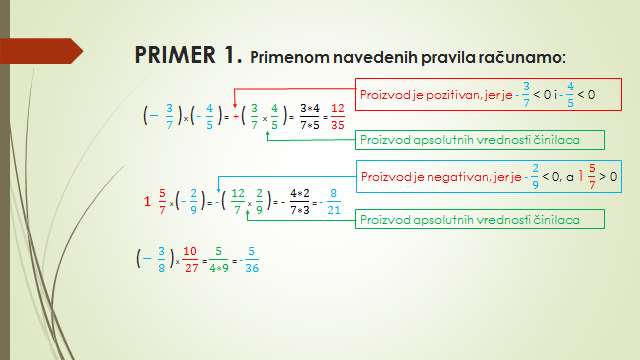 PRIMER 1. Primenom navedenih pravila računamo:
(− 3/7) x (- 4/5) = +( 3/7 x 4/5 ) = 3∗4/7∗5 = 12/35
Proizvod je pozitivan, jer je - 3/7 < 0 i - 4/5 < 0
Proizvod apsolutnih vrednosti činilaca
1 5/7 x (- 2/9) = -( 12/7 x 2/9 ) = - 4∗2/7∗3 = - 8/21
Proizvod je negativan, jer je - 2/9 < 0, a 1 5/7 > 0
Proizvod apsolutnih vrednosti činilaca
(− 3/8) x 10/27 = 5/4∗9 = - 5/36